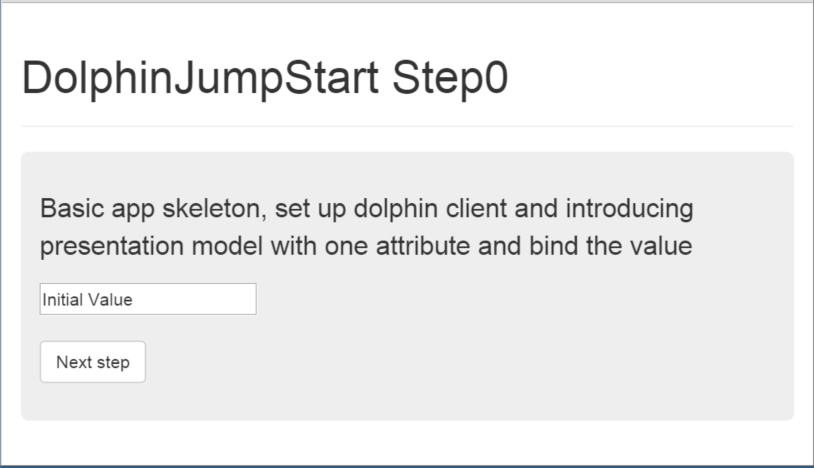 DolphinJumpStart Step0
Basic app skeleton, set up dolphin client and introducing
presentation model with one attribute and bind the value
Initial Value
Next step